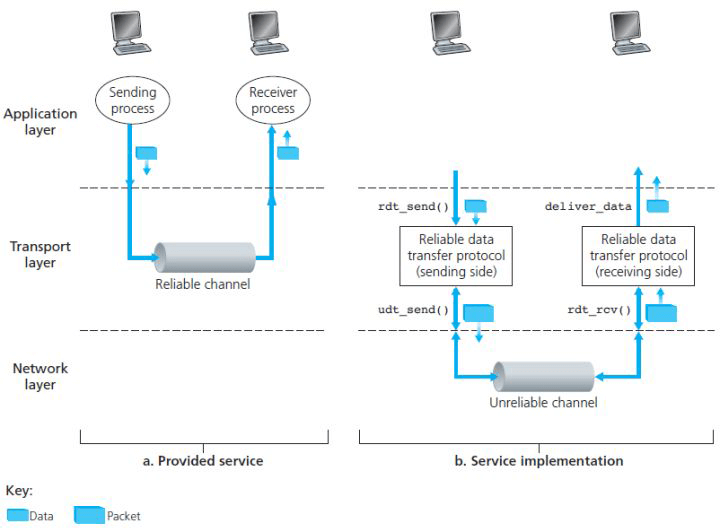 Sending
process
Receiver
process
Application
layer
rdt_send()
deliver_data
Transport
layer
Reliable channel
Reliable data
transfer protocol
(sending side)
Reliable data
transfer protocol
(receiving side)
udt_send()
rdt_rcv()
Network
layer
Unreliable channel
a. Provided service
b. Service implementation
Key:
Data
Packet